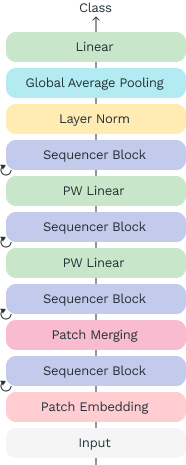 Class
Linear
Global Average Pooling
Layer Norm
Sequencer Block
PW Linear
Sequencer Block
PW Linear
Sequencer Block
Patch Merging
Sequencer Block
Patch Embedding
Input